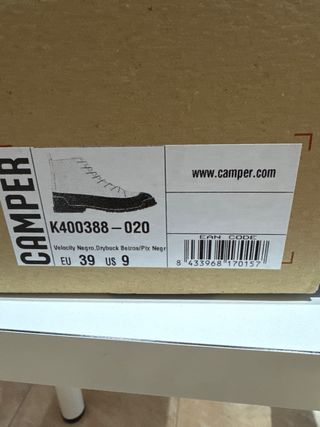 CAMPER
www.camper.com
K400388-020
Velocity Negro,Drybuck Beiros/Pix Negr
EU 39 US 9
EAN CODE
8 433968 170157